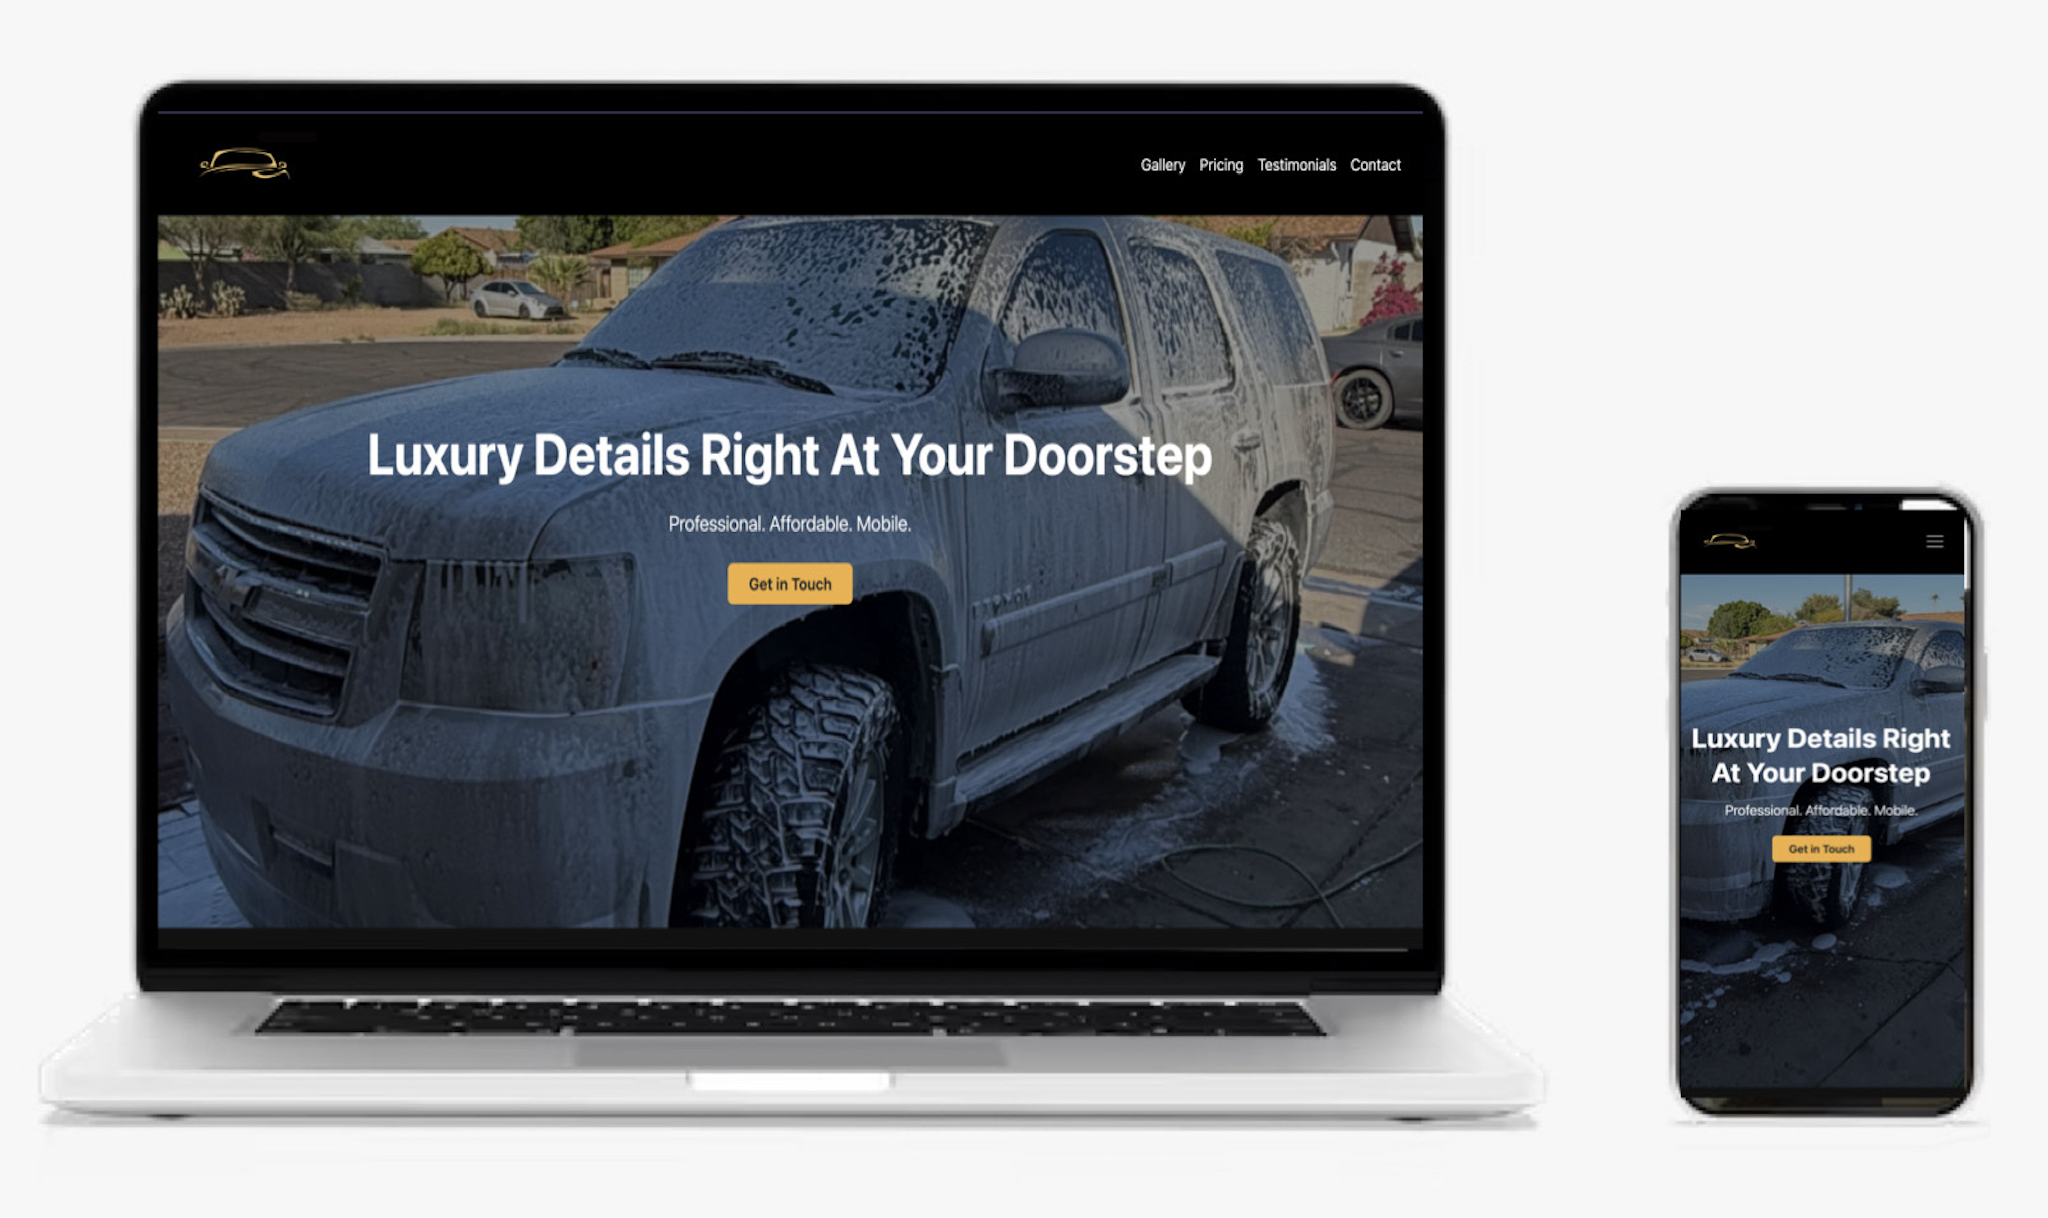 Gallery Pricing Testimonials Contact
Luxury Details Right At Your Doorstep
Professional. Affordable. Mobile.
Get in Touch
Luxury Details Right
At Your Doorstep
Professional. Affordable. Mobile.
Get in Touch